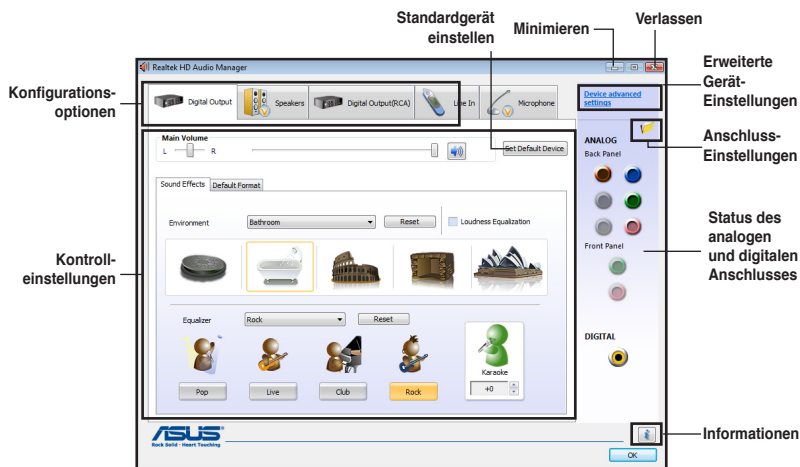 Standardgerät
einstellen
Minimieren
Verlassen
Realtek HD Audio Manager
Konfigurations-
optionen
Digital Output
Speakers
Digital Output(RCA)
Line In
Microphone
Device advanced
settings
Erweiterte
Gerät-
Einstellungen
Main Volume
L
R
Set Default Device
ANALOG
Back Panel
Anschluss-
Einstellungen
Sound Effects
Default Format
Environment
Bathroom
Reset
Loudness Equalization
Kontroll-
einstellungen
Front Panel
Status des
analogen
und digitalen
Anschlusses
Equalizer
Rock
Reset
DIGITAL
Karaoke
Pop
Live
Club
Rock
+0
ASUS
Rock Solid · Heart Touching
Informationen
OK